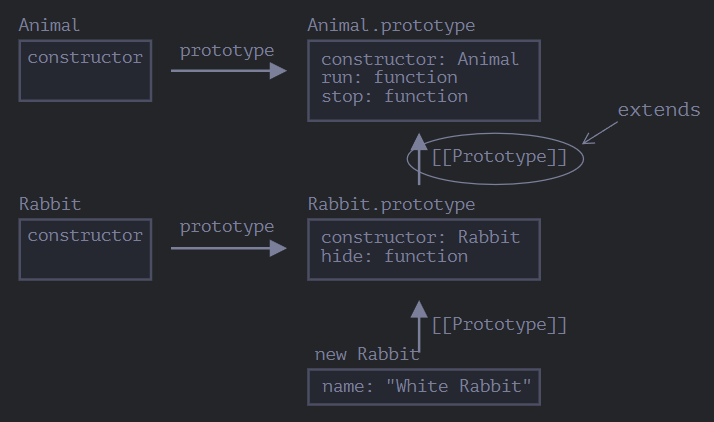 Animal
constructor
prototype
Animal.prototype
constructor: Animal
run: function
stop: function
extends
[[Prototype]]
Rabbit
constructor
prototype
Rabbit.prototype
constructor: Rabbit
hide: function
[[Prototype]]
new Rabbit
name: "White Rabbit"